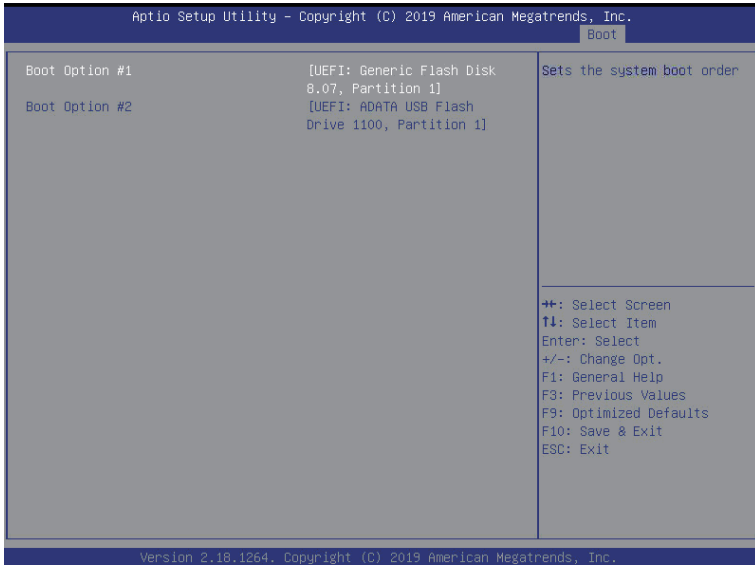 Aptio Setup Utility – Copyright (C) 2019 American Megatrends, Inc.
Boot
Boot Option #1 [UEFI: Generic Flash Disk
8.07, Partition 1]
Boot Option #2 [UEFI: ADATA USB Flash
Drive 1100, Partition 1]
Sets the system boot order
→←: Select Screen
↑↓: Select Item
Enter: Select
+/-: Change Opt.
F1: General Help
F3: Previous Values
F9: Optimized Defaults
F10: Save & Exit
ESC: Exit
Version 2.18.1264. Copyright (C) 2019 American Megatrends, Inc.